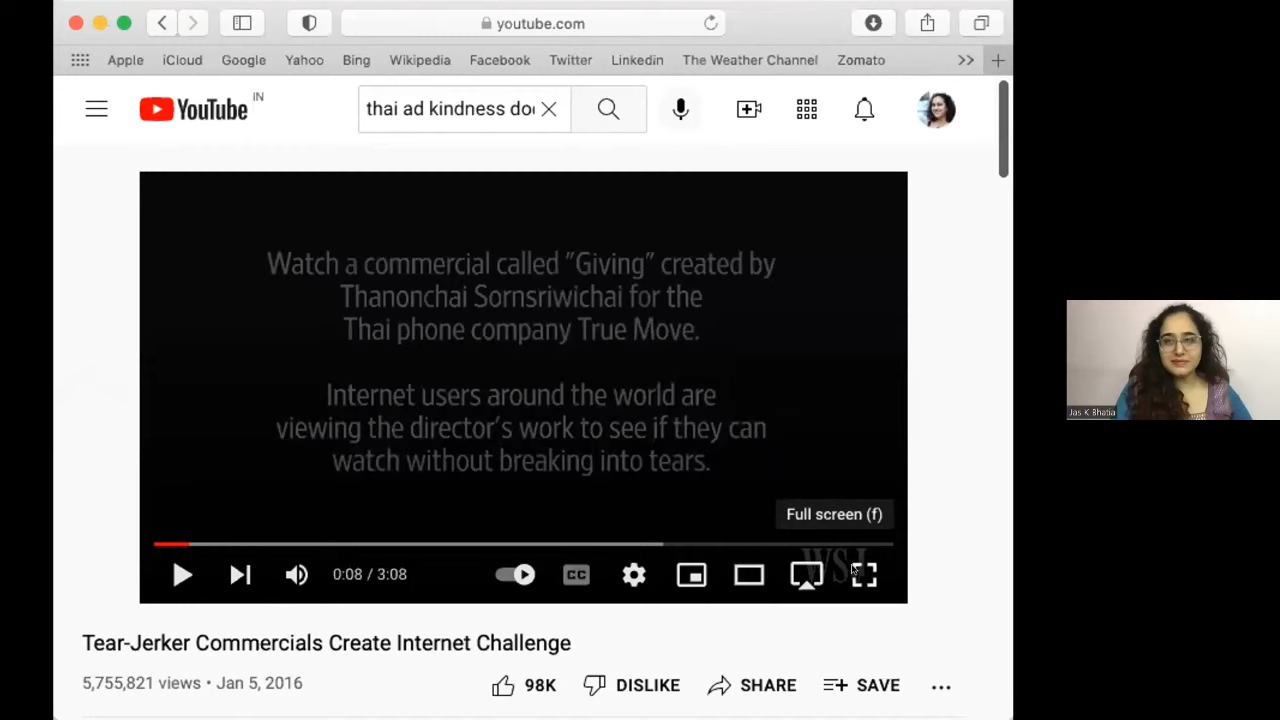 youtube.com
Apple iCloud Google Yahoo Bing Wikipedia Facebook Twitter Linkedin The Weather Channel Zomato >> +
YouTube IN
thai ad kindness do
Watch a commercial called "Giving" created by
Thanonchai Sornsriwichai for the
Thai phone company True Move.
Internet users around the world are
viewing the director's work to see if they can
watch without breaking into tears.
Full screen (f)
WSJ
0:08 / 3:08
CC
Jas K Bhatia
Tear-Jerker Commercials Create Internet Challenge
5,755,821 views • Jan 5, 2016
98K DISLIKE SHARE SAVE ...